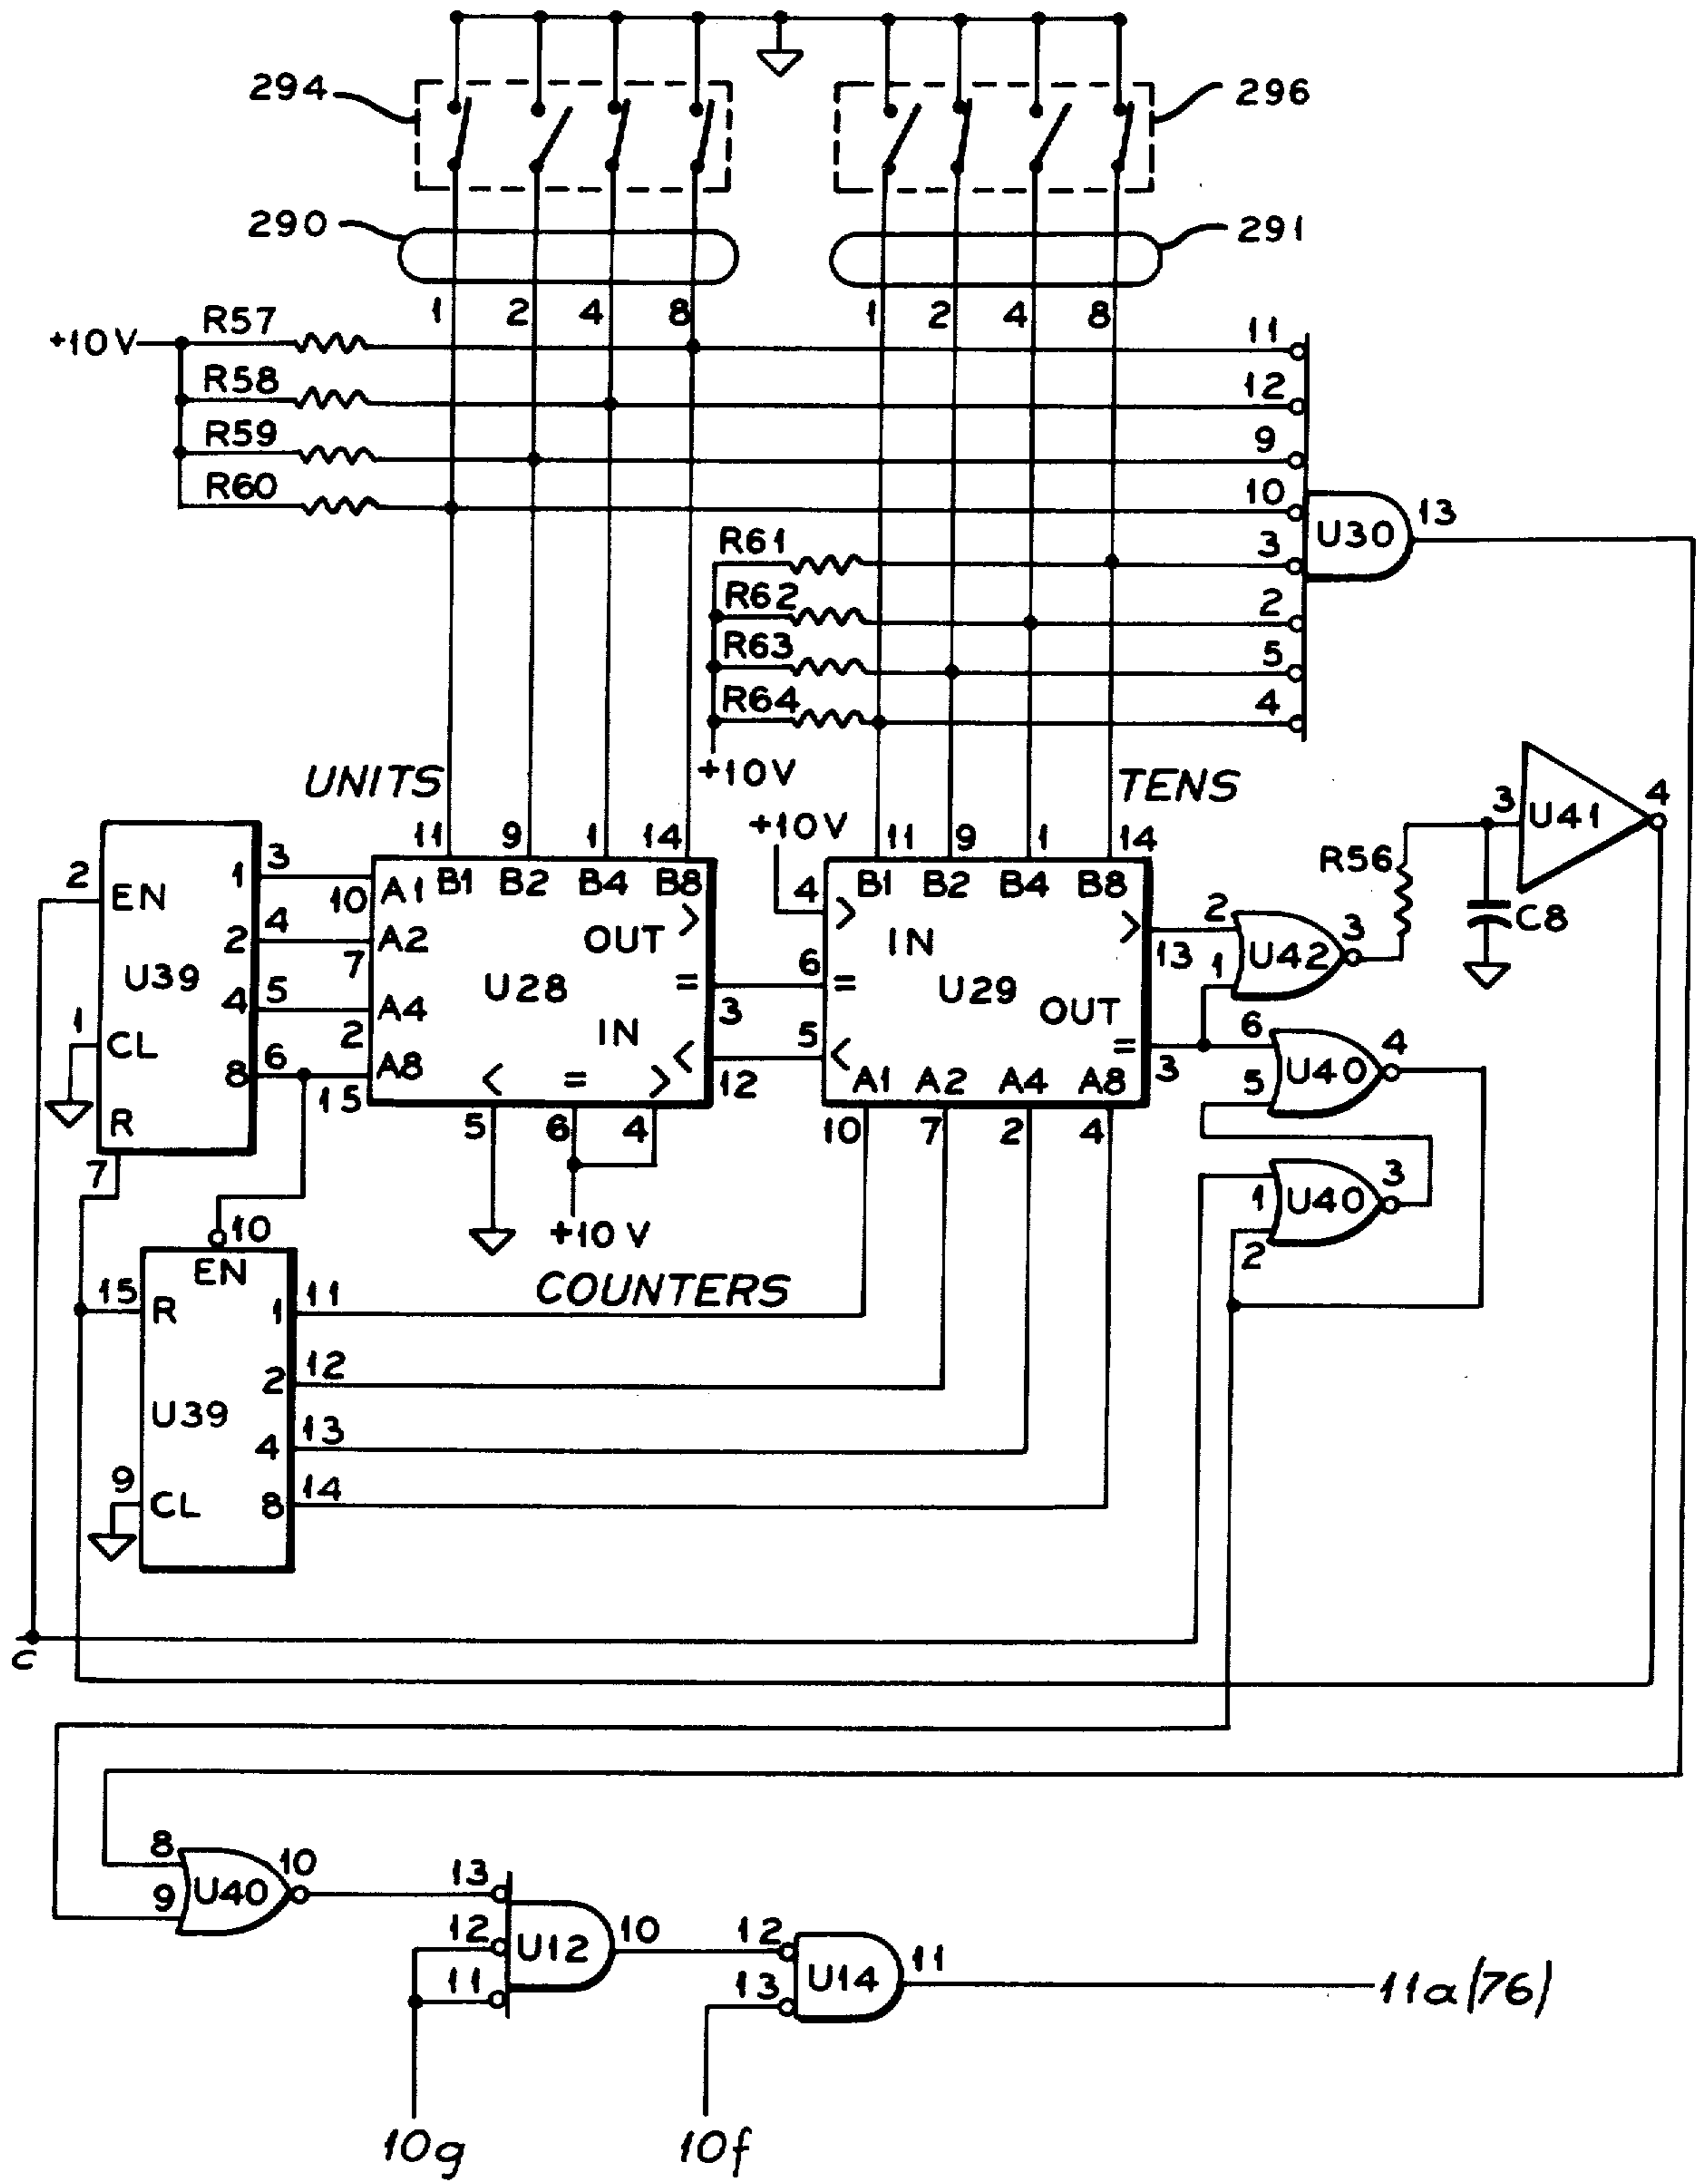 294
296
290
291
1 2 4 8
1 2 4 8
+10V
R57
11
R58
12
R59
9
R60
10
U30
13
R61
3
R62
2
R63
5
R64
4
+10V
UNITS
TENS
11 9 1 14
+10V
11 9 1 14
3
U41
4
R56
C8
2
EN
1
3
10
A1
B1 B2 B4 B8
>
OUT
4
>
B1 B2 B4 B8
IN
>
13
2
1
U42
3
2
4
7
A2
U39
U28
=
3
6
=
U29
OUT
4
5
2
A4
IN
1
CL
8
6
15
A8
< = >
<
12
5
<
A1 A2 A4 A8
=
3
6
5
U40
4
R
7
5
6
4
10 7 2 4
+10V
1
2
U40
3
10
EN
COUNTERS
15
R
1
11
2
12
U39
4
13
9
CL
8
14
C
8
9
U40
10
13
12
11
U12
10
12
13
U14
11
11a(76)
10g
10f